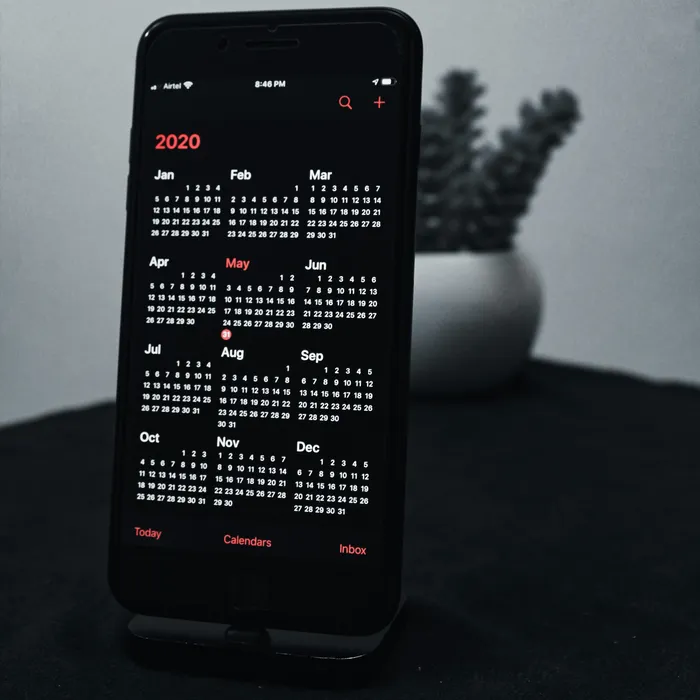 Airtel 8:46 PM
2020
Jan Feb Mar
1 2 3 4 1 1 2 3 4 5 6 7
5 6 7 8 9 10 11 2 3 4 5 6 7 8 8 9 10 11 12 13 14
12 13 14 15 16 17 18 9 10 11 12 13 14 15 15 16 17 18 19 20 21
19 20 21 22 23 24 25 16 17 18 19 20 21 22 22 23 24 25 26 27 28
26 27 28 29 30 31 23 24 25 26 27 28 29 29 30 31
Apr May Jun
1 2 3 4 1 2 1 2 3 4 5 6
5 6 7 8 9 10 11 3 4 5 6 7 8 9 7 8 9 10 11 12 13
12 13 14 15 16 17 18 10 11 12 13 14 15 16 14 15 16 17 18 19 20
19 20 21 22 23 24 25 17 18 19 20 21 22 23 21 22 23 24 25 26 27
26 27 28 29 30 24 25 26 27 28 29 30 28 29 30
31
Jul Aug Sep
1 2 3 4 1 1 2 3 4 5
5 6 7 8 9 10 11 2 3 4 5 6 7 8 6 7 8 9 10 11 12
12 13 14 15 16 17 18 9 10 11 12 13 14 15 13 14 15 16 17 18 19
19 20 21 22 23 24 25 16 17 18 19 20 21 22 20 21 22 23 24 25 26
26 27 28 29 30 31 23 24 25 26 27 28 29 27 28 29 30
30 31
Oct Nov Dec
1 2 3 1 2 3 4 5 6 7 1 2 3 4 5
4 5 6 7 8 9 10 8 9 10 11 12 13 14 6 7 8 9 10 11 12
11 12 13 14 15 16 17 15 16 17 18 19 20 21 13 14 15 16 17 18 19
18 19 20 21 22 23 24 22 23 24 25 26 27 28 20 21 22 23 24 25 26
25 26 27 28 29 30 31 29 30 27 28 29 30 31
Today Calendars Inbox